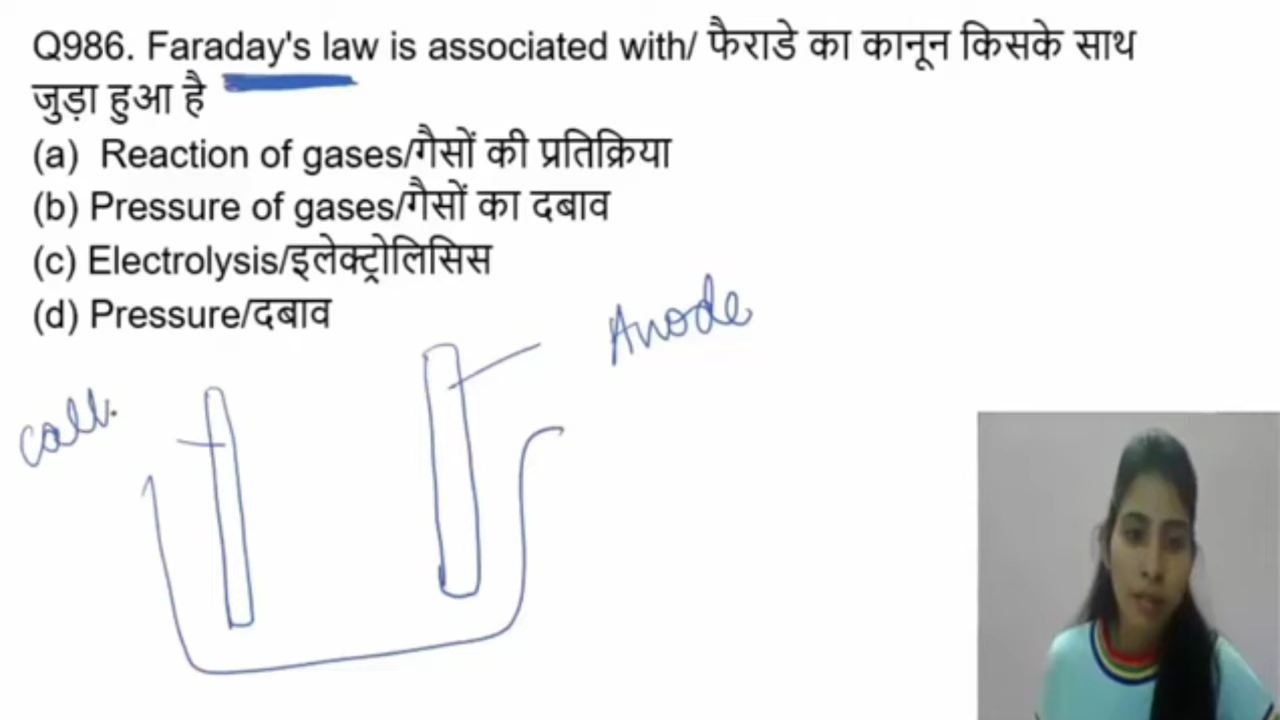 Q986. Faraday's law is associated with/ फैराडे का कानून किसके साथ
जुड़ा हुआ है
(a) Reaction of gases/गैसों की प्रतिक्रिया
(b) Pressure of gases/गैसों का दबाव
(c) Electrolysis/इलेक्ट्रोलिसिस
(d) Pressure/दबाव
Anode